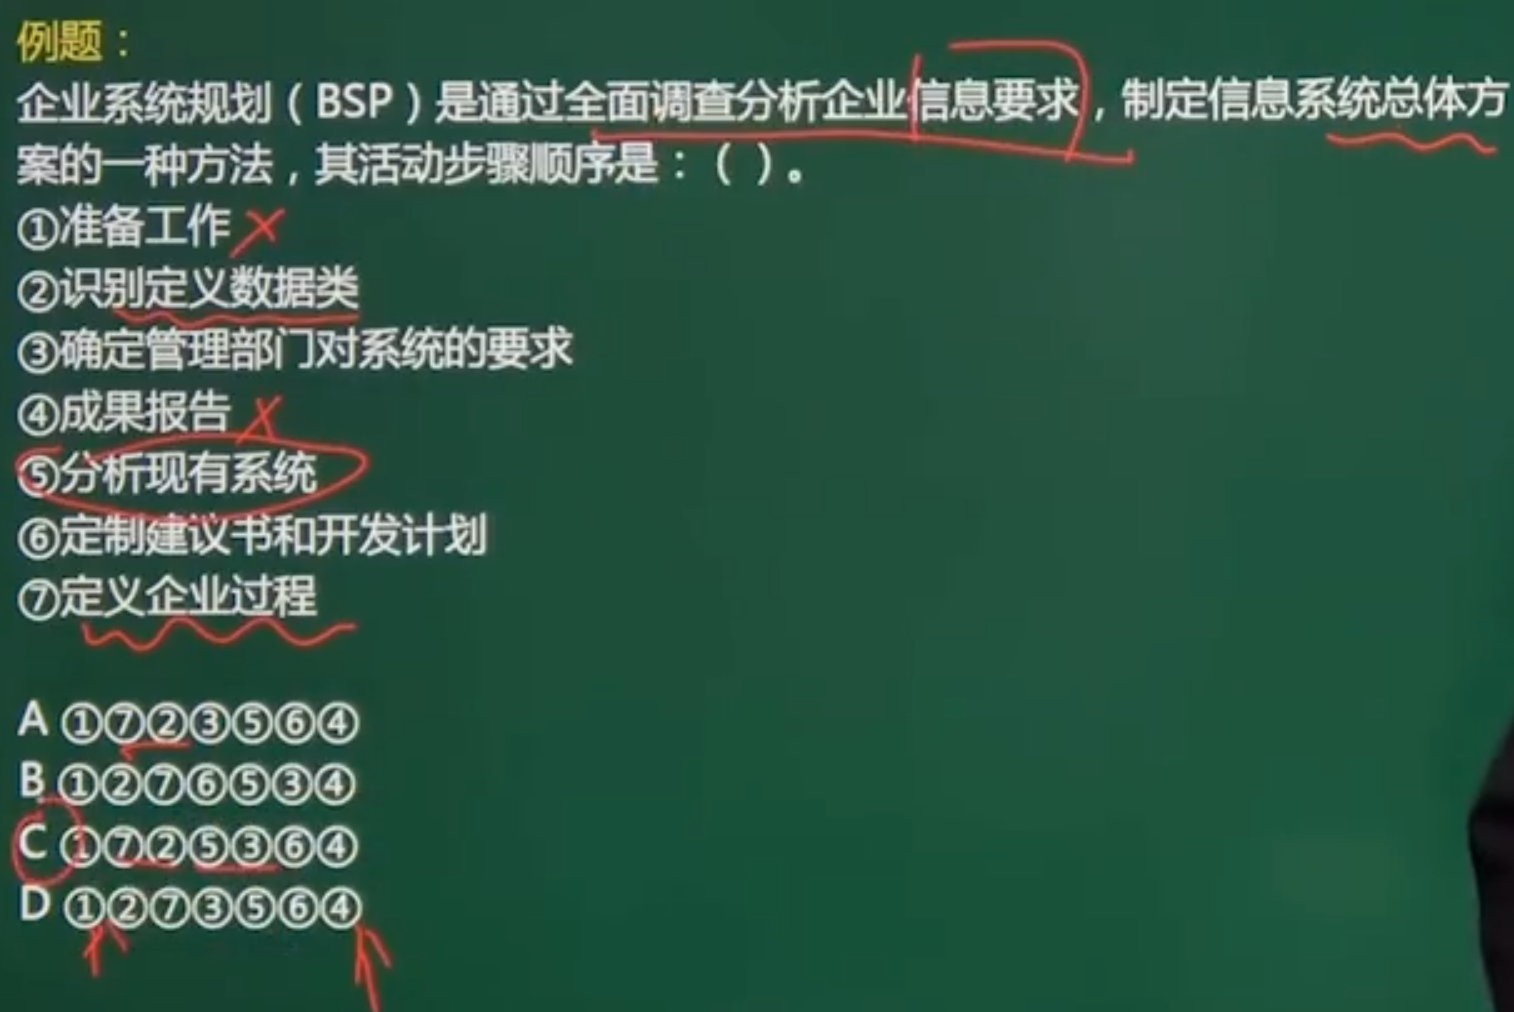 例题：
企业系统规划（BSP）是通过全面调查分析企业信息要求，制定信息系统总体方
案的一种方法，其活动步骤顺序是：（ ）。
①准备工作
②识别定义数据类
③确定管理部门对系统的要求
④成果报告
⑤分析现有系统
⑥定制建议书和开发计划
⑦定义企业过程
A ①⑦②③⑤⑥④
B ①②⑦⑥⑤③④
C ①⑦②⑤③⑥④
D ①②⑦③⑤⑥④